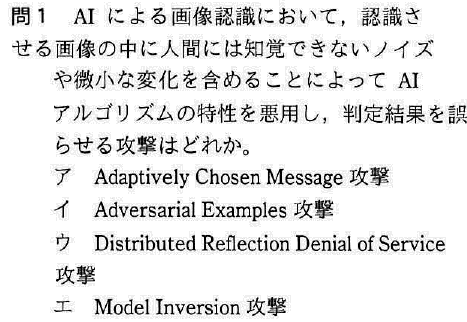 問1 AI による画像認識において，認識さ
せる画像の中に人間には知覚できないノイズ
や微小な変化を含めることによって AI
アルゴリズムの特性を悪用し，判定結果を誤
らせる攻撃はどれか。
ア Adaptively Chosen Message 攻撃
イ Adversarial Examples 攻撃
ウ Distributed Reflection Denial of Service
攻撃
エ Model Inversion 攻撃